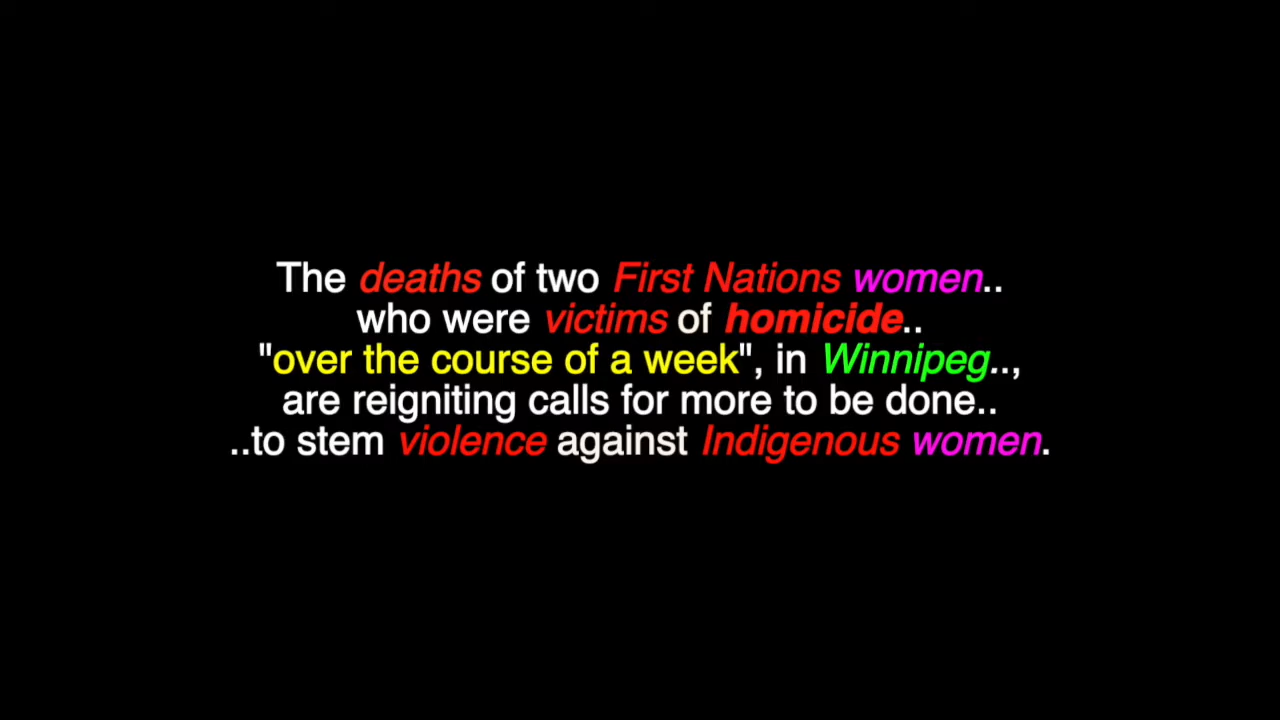 The deaths of two First Nations women..
who were victims of homicide..
"over the course of a week", in Winnipeg..,
are reigniting calls for more to be done..
..to stem violence against Indigenous women.